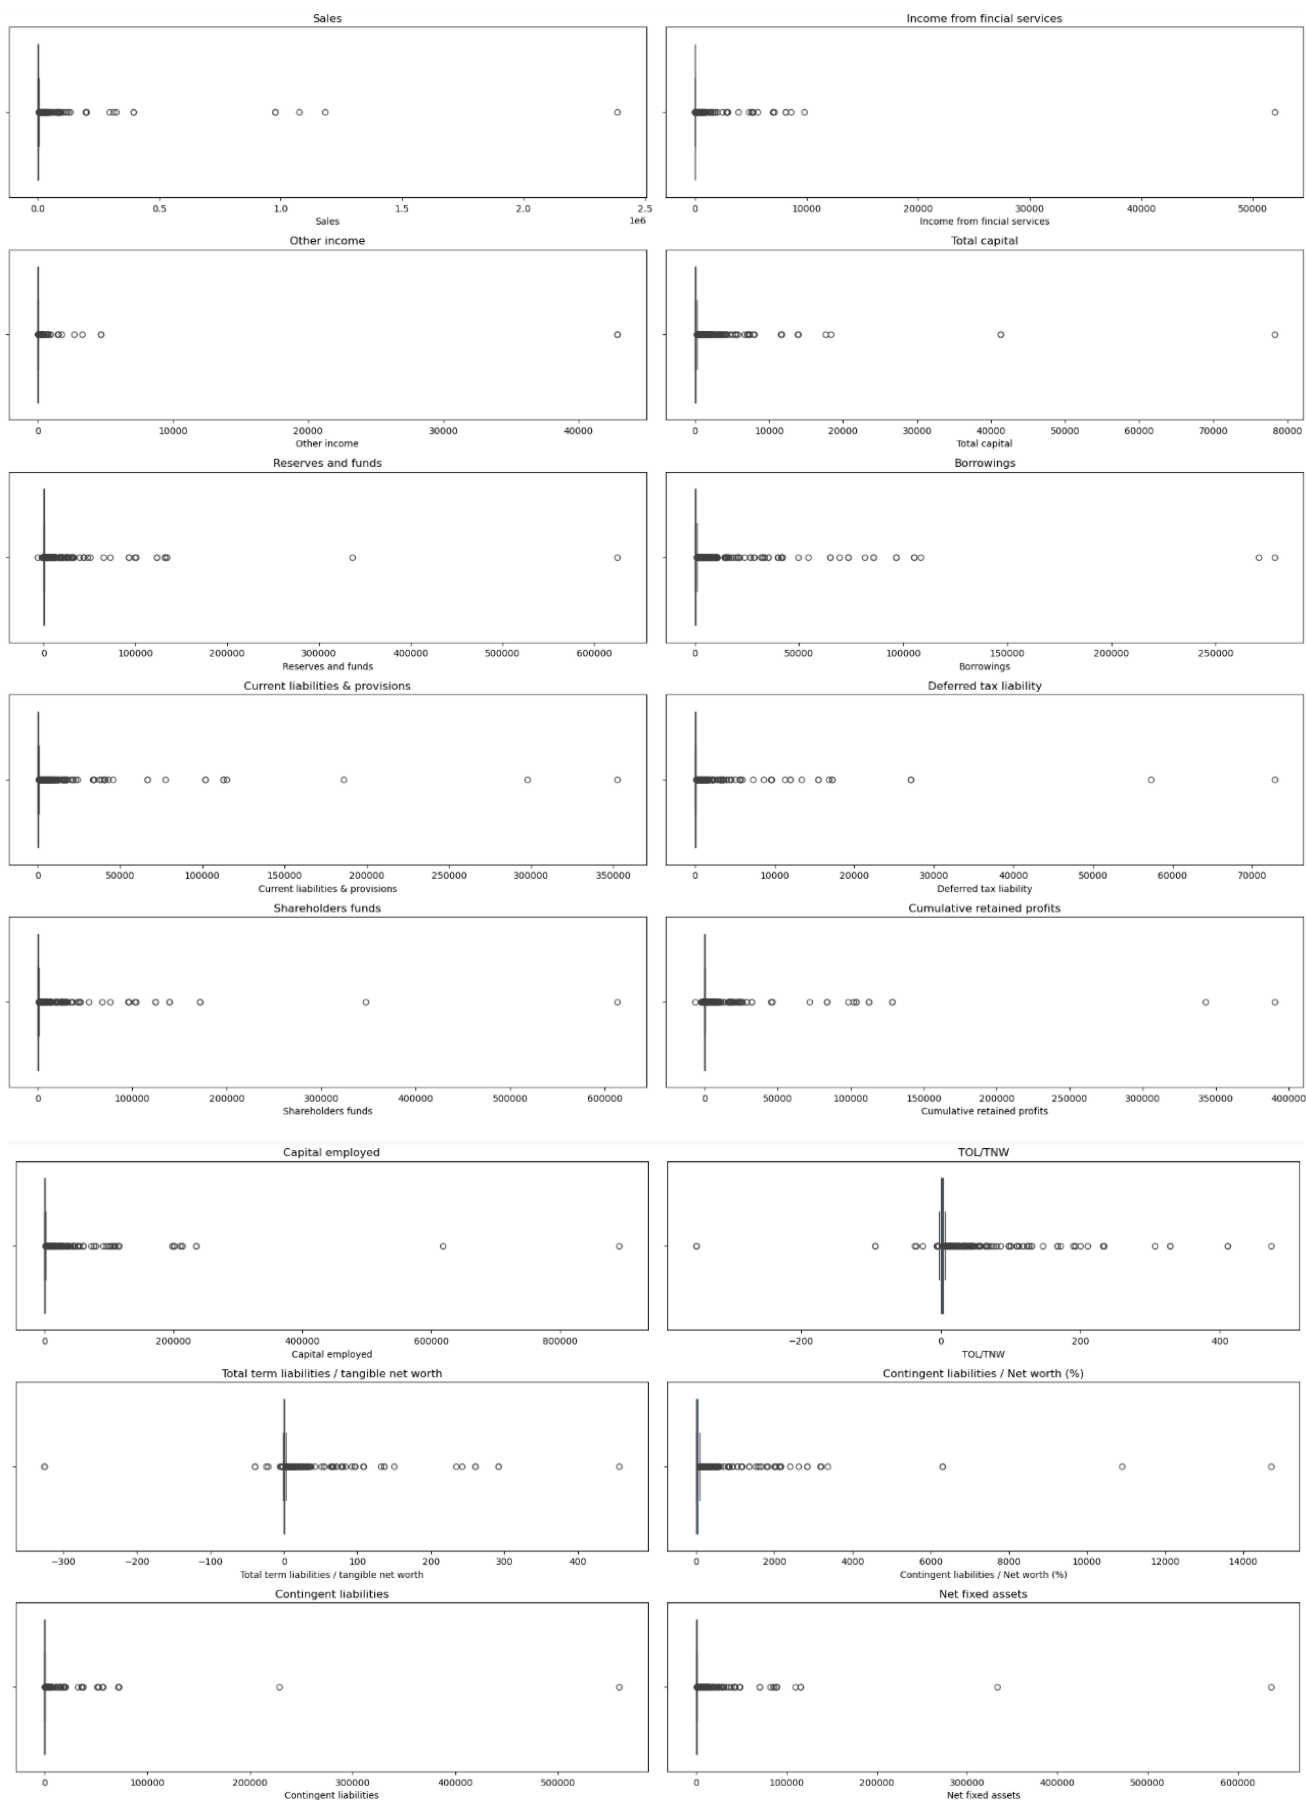 Sales Income from fincial services
0.0 0.5 1.0 1.5 2.0 2.5 0 10000 20000 30000 40000 50000
Sales 1e6 Income from fincial services
Other income Total capital
0 10000 20000 30000 40000 0 10000 20000 30000 40000 50000 60000 70000 80000
Other income Total capital
Reserves and funds Borrowings
0 100000 200000 300000 400000 500000 600000 0 50000 100000 150000 200000 250000
Reserves and funds Borrowings
Current liabilities & provisions Deferred tax liability
0 50000 100000 150000 200000 250000 300000 350000 0 10000 20000 30000 40000 50000 60000 70000
Current liabilities & provisions Deferred tax liability
Shareholders funds Cumulative retained profits
0 100000 200000 300000 400000 500000 600000 0 50000 100000 150000 200000 250000 300000 350000 400000
Shareholders funds Cumulative retained profits
Capital employed TOL/TNW
0 200000 400000 600000 800000 −200 0 200 400
Capital employed TOL/TNW
Total term liabilities / tangible net worth Contingent liabilities / Net worth (%)
−300 −200 −100 0 100 200 300 400 0 2000 4000 6000 8000 10000 12000 14000
Total term liabilities / tangible net worth Contingent liabilities / Net worth (%)
Contingent liabilities Net fixed assets
0 100000 200000 300000 400000 500000 0 100000 200000 300000 400000 500000 600000
Contingent liabilities Net fixed assets